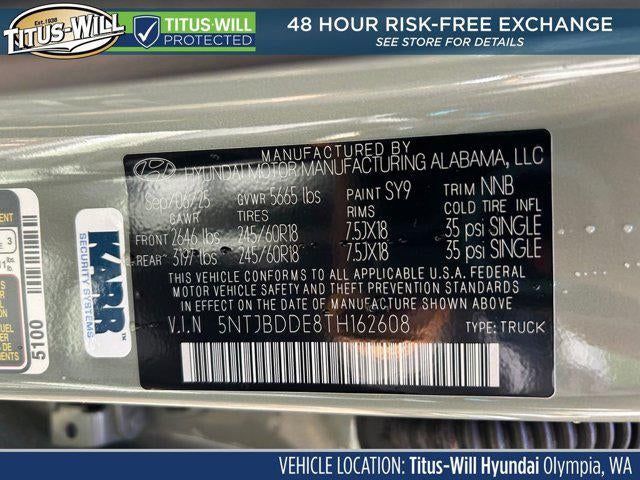 Est. 1938
TITUS-WILL
TITUS-WILL
PROTECTED
48 HOUR RISK-FREE EXCHANGE
SEE STORE FOR DETAILS
MANUFACTURED BY
HYUNDAI MOTOR MANUFACTURING ALABAMA, LLC
Sep/06/25 GVWR 5665 lbs PAINT SY9 TRIM NNB
GAWR TIRES RIMS COLD TIRE INFL
FRONT 2646 lbs 245/60R18 7.5JX18 35 psi SINGLE
REAR 3197 lbs 245/60R18 7.5JX18 35 psi SINGLE
THIS VEHICLE CONFORMS TO ALL APPLICABLE U.S.A FEDERAL
MOTOR VEHICLE SAFETY AND THEFT PREVENTION STANDARDS
IN EFFECT ON THE DATE OF MANUFACTURE SHOWN ABOVE
V.I.N 5NTJBDDE8TH162608 TYPE: TRUCK
KARR
SECURITY SYSTEMS
5100
3
VEHICLE LOCATION: Titus-Will Hyundai Olympia, WA